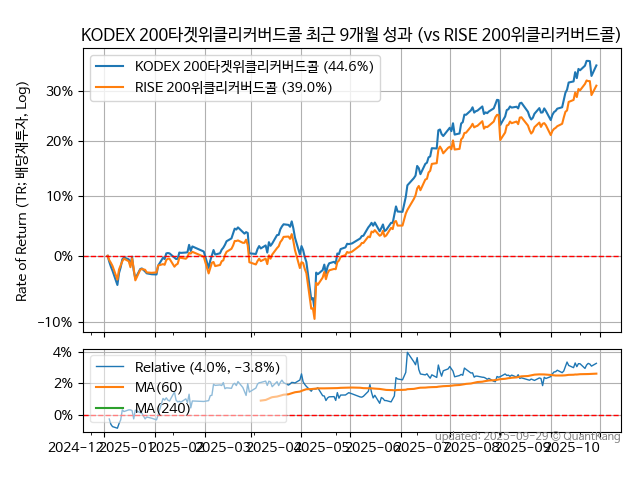 KODEX 200타겟위클리커버드콜 최근 9개월 성과 (vs RISE 200위클리커버드콜)
Rate of Return (TR: 배당재투자, Log)
KODEX 200타겟위클리커버드콜 (44.6%)
RISE 200위클리커버드콜 (39.0%)
30%
20%
10%
0%
−10%
4%
2%
0%
Relative (4.0%, −3.8%)
MA(60)
MA(240)
updated: 2025-09-29 © QuantKang
2024-12
2025-01
2025-02
2025-03
2025-04
2025-05
2025-06
2025-07
2025-08
2025-09
2025-10